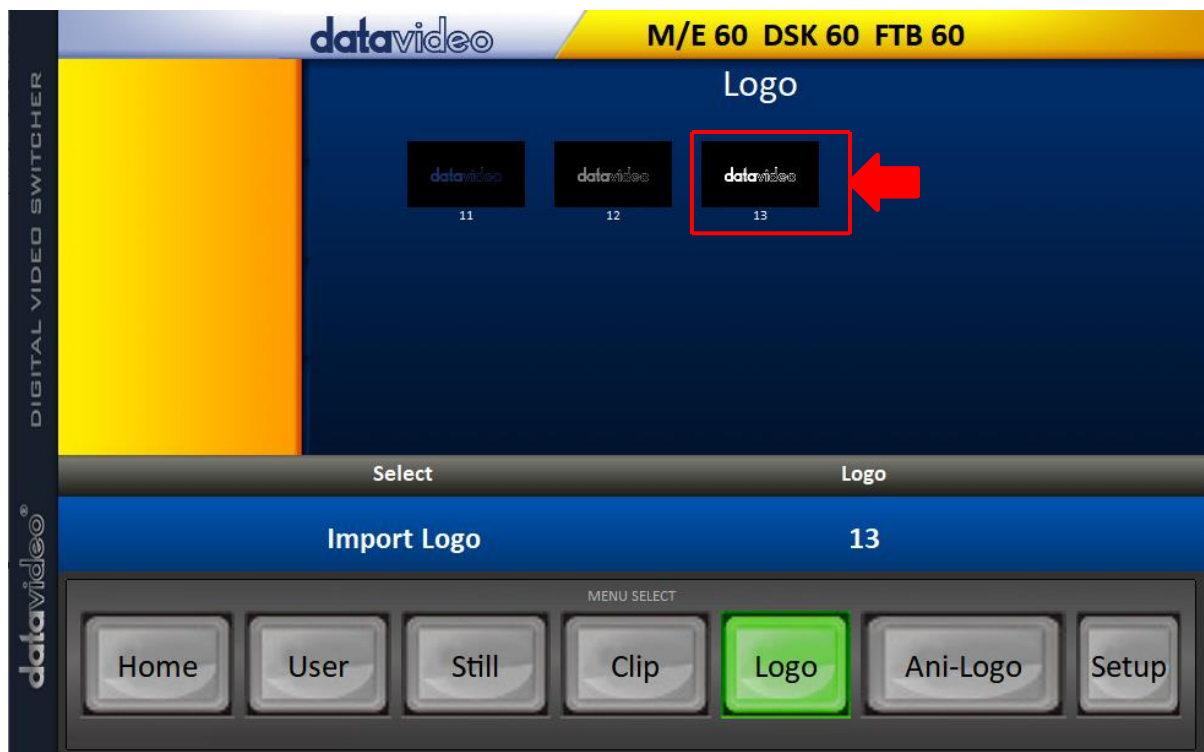 datavideo
M/E 60 DSK 60 FTB 60
DIGITAL VIDEO SWITCHER
datavideo®
Logo
datavideo
datavideo
datavideo
11
12
13
Select
Logo
Import Logo
13
MENU SELECT
Home
User
Still
Clip
Logo
Ani-Logo
Setup